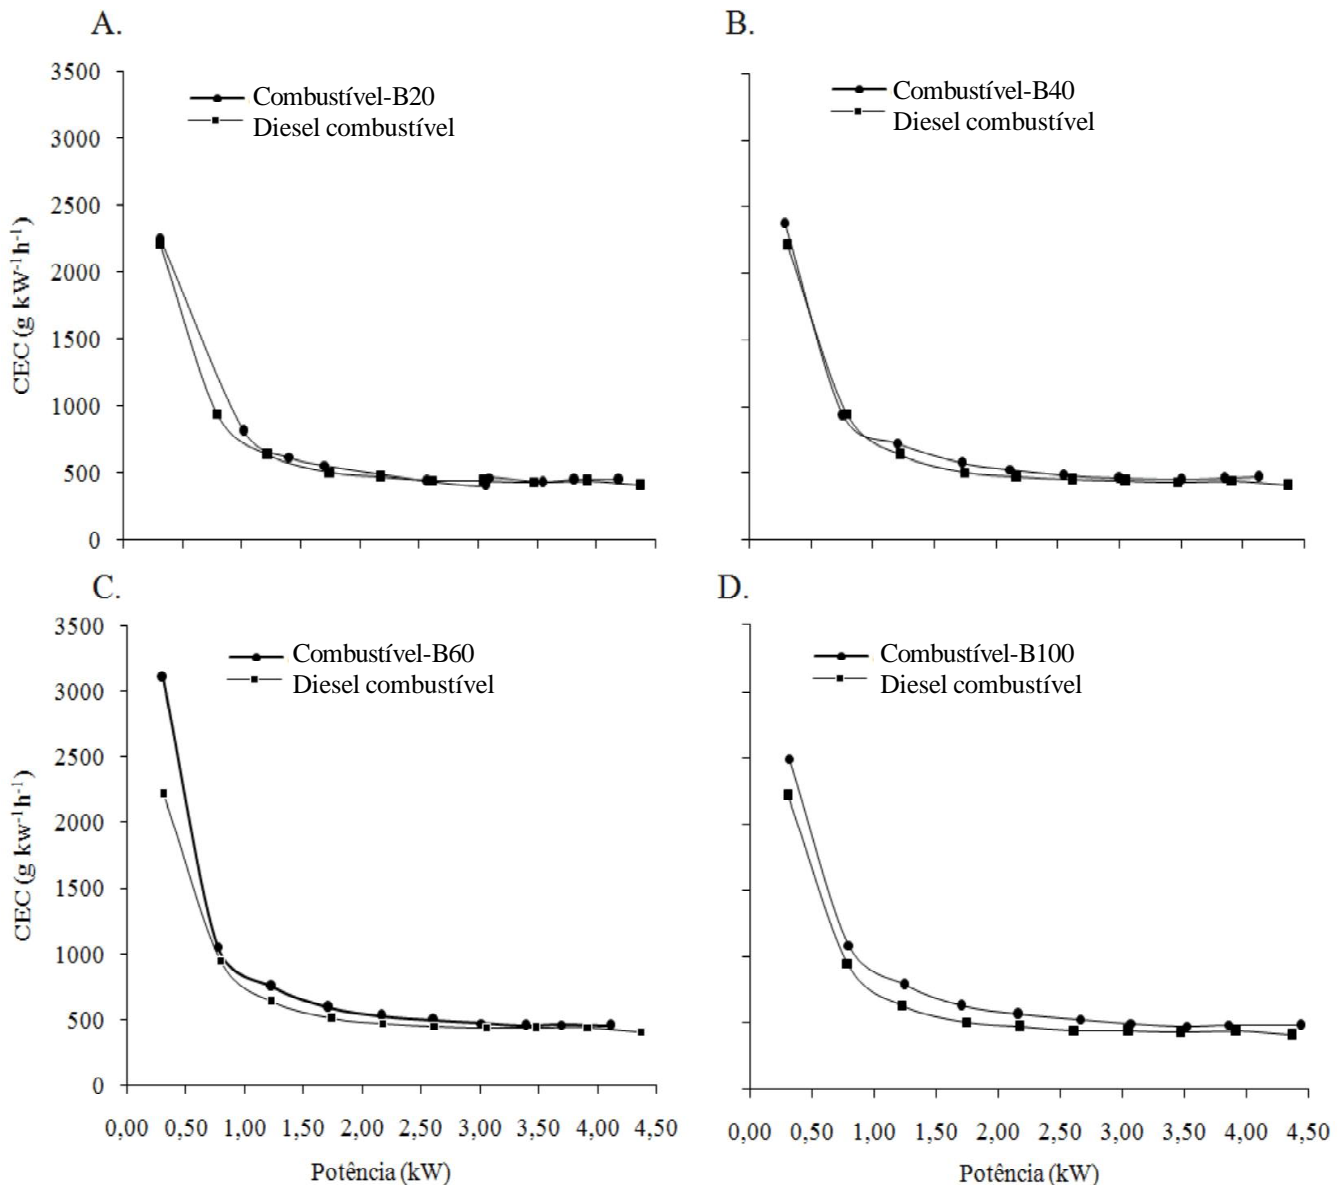 A.
3500
3000
2500
2000
1500
1000
500
0
CEC (g kW⁻¹h⁻¹)
Combustível-B20
Diesel combustível
B.
Combustível-B40
Diesel combustível
C.
3500
3000
2500
2000
1500
1000
500
0
CEC (g kw⁻¹h⁻¹)
Combustível-B60
Diesel combustível
0,00 0,50 1,00 1,50 2,00 2,50 3,00 3,50 4,00 4,50
Potência (kW)
D.
Combustível-B100
Diesel combustível
0,00 0,50 1,00 1,50 2,00 2,50 3,00 3,50 4,00 4,50
Potência (kW)